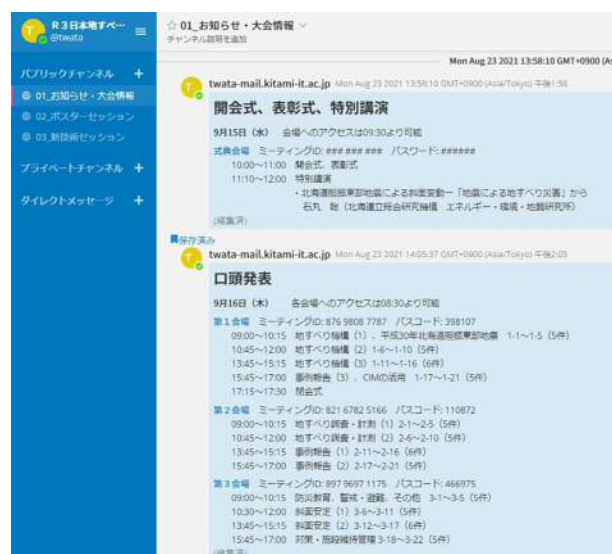 R３日本地すべ…
@twata
パブリックチャンネル +
01_お知らせ・大会情報
02_ポスターセッション
03_新技術セッション
プライベートチャンネル +
ダイレクトメッセージ +
01_お知らせ・大会情報
チャンネル説明を追加
Mon Aug 23 2021 13:58:10 GMT+0900 (As
twata-mail.kitami-it.ac.jp Mon Aug 23 2021 13:58:10 GMT+0900 (Asia/Tokyo) 午後1:58
開会式、表彰式、特別講演
9月15日（水） 会場へのアクセスは09:30より可能
式典会場 ミーティングID: ### ### ### パスワード: ######
10:00～11:00 開会式、表彰式
11:10～12:00 特別講演
・北海道胆振東部地震による斜面変動ー「地震による地すべり災害」から
石丸 聡（北海道立総合研究機構 エネルギー・環境・地質研究所）
(編集済)
保存済み
twata-mail.kitami-it.ac.jp Mon Aug 23 2021 14:05:37 GMT+0900 (Asia/Tokyo) 午後2:05
口頭発表
9月16日（木） 各会場へのアクセスは08:30より可能
第１会場 ミーティングID: 876 9808 7787 パスコード: 398107
09:00～10:15 地すべり機構（1）、平成30年北海道胆振東部地震 1-1～1-5（5件）
10:45～12:00 地すべり機構（2）1-6～1-10（5件）
13:45～15:15 地すべり機構（3）1-11～1-16（6件）
15:45～17:00 事例報告（3）、CIMの活用 1-17～1-21（5件）
17:15～17:30 閉会式
第２会場 ミーティングID: 821 6782 5166 パスコード: 110872
09:00～10:15 地すべり調査・計測（1）2-1～2-5（5件）
10:45～12:00 地すべり調査・計測（2）2-6～2-10（5件）
13:45～15:15 事例報告（1）2-11～2-16（6件）
15:45～17:00 事例報告（2）2-17～2-21（5件）
第３会場 ミーティングID: 897 9697 1175 パスコード: 466975
09:00～10:15 防災教育、警戒・避難、その他 3-1～3-5（5件）
10:30～12:00 斜面安定（1）3-6～3-11（5件）
13:45～15:15 斜面安定（2）3-12～3-17（6件）
15:45～17:00 対策・施設維持管理 3-18～3-22（5件）
(編集済)